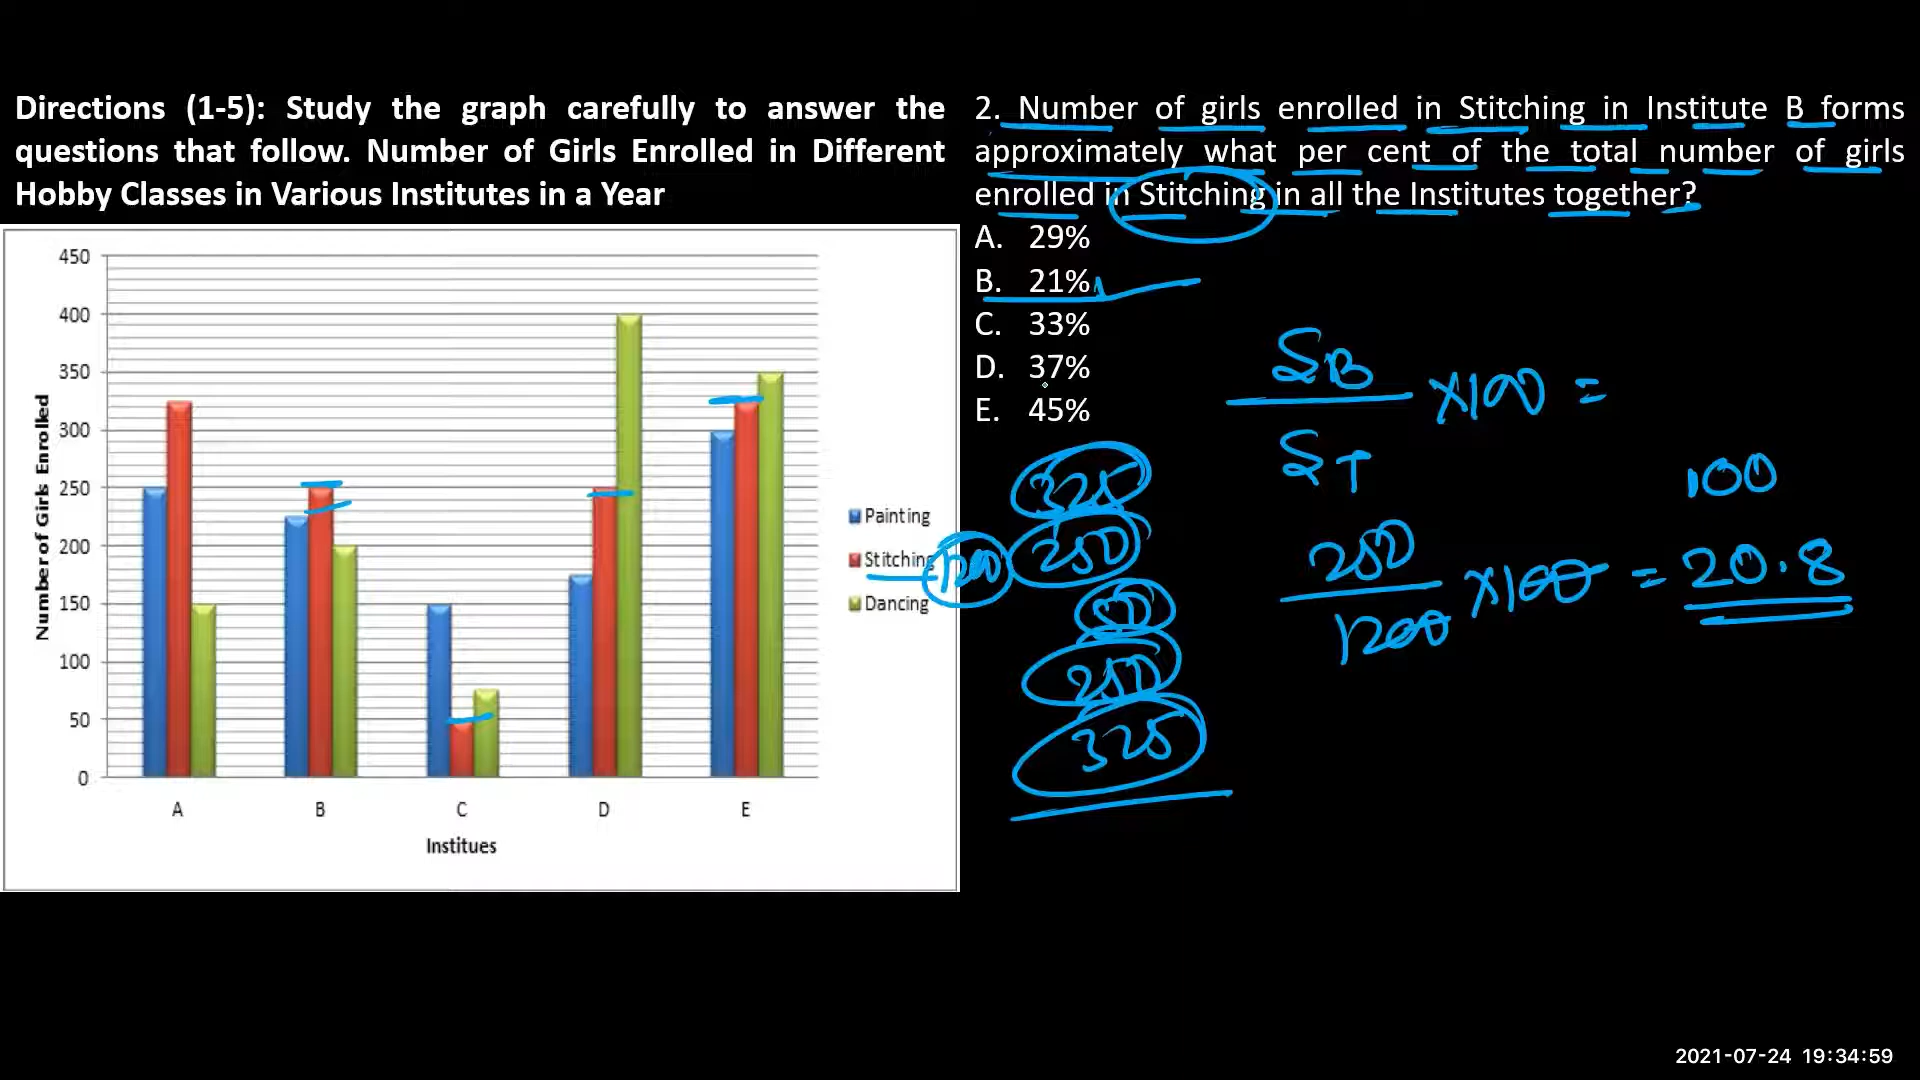 Directions (1-5): Study the graph carefully to answer the
questions that follow. Number of Girls Enrolled in Different
Hobby Classes in Various Institutes in a Year
450
400
350
300
250
200
150
100
50
0
Number of Girls Enrolled
A B C D E
Institues
Painting
Stitching
Dancing
2. Number of girls enrolled in Stitching in Institute B forms
approximately what per cent of the total number of girls
enrolled in Stitching in all the Institutes together?
A. 29%
B. 21%
C. 33%
D. 37%
E. 45%
SB
ST
×100 =
325
250
50
250
325
1200
100
250
1200
×100 = 20.8
2021-07-24 19:34:59